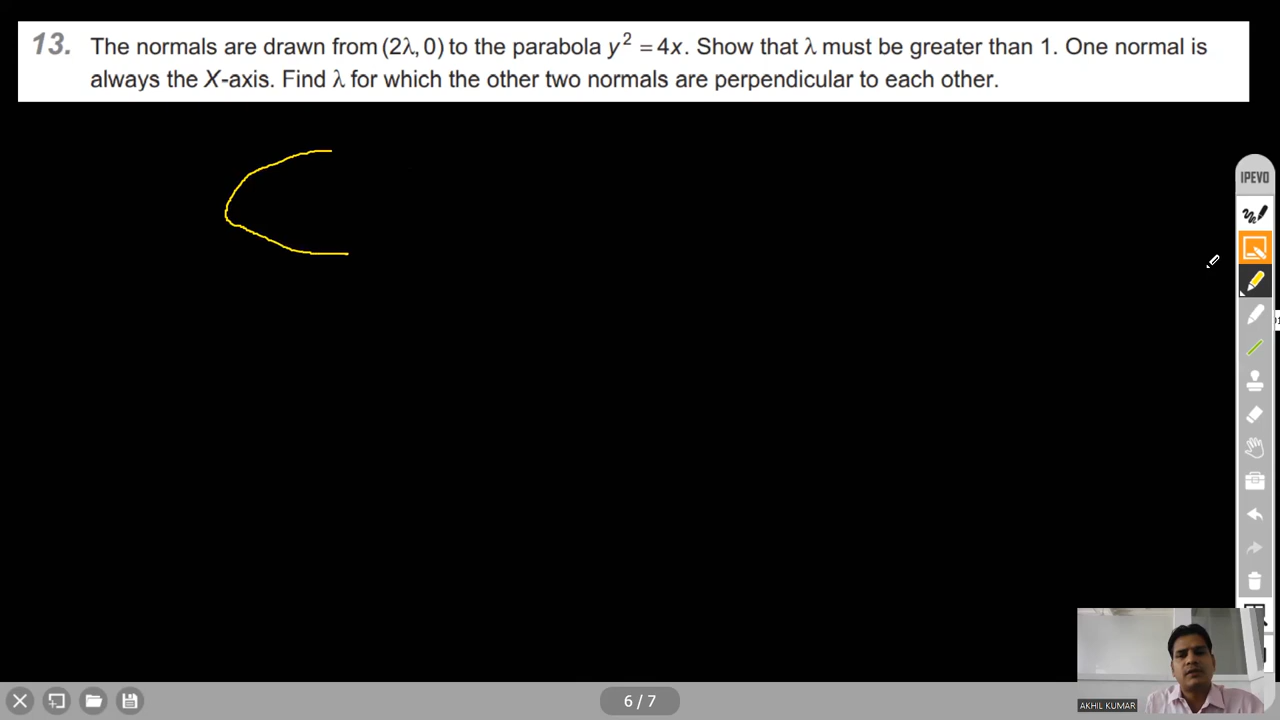 13. The normals are drawn from (2λ, 0) to the parabola y² = 4x. Show that λ must be greater than 1. One normal is
always the X-axis. Find λ for which the other two normals are perpendicular to each other.
IPEVO
6 / 7
AKHIL KUMAR